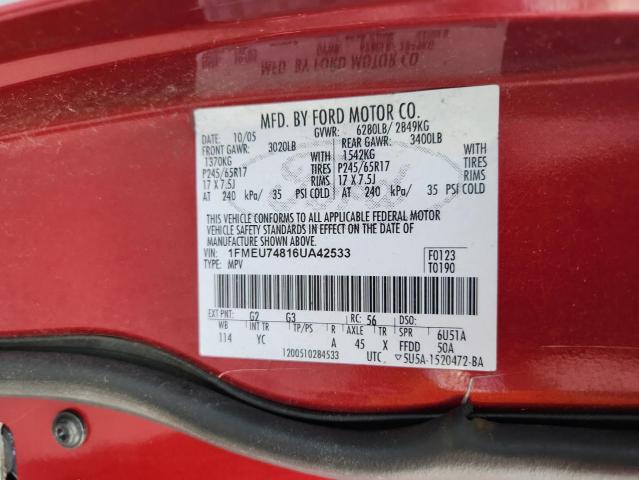 MFD. BY FORD MOTOR CO.
DATE: 10/05 GVWR: 6280LB/ 2849KG
FRONT GAWR: 3020LB REAR GAWR: 3400LB
1370KG WITH 1542KG WITH
P245/65R17 TIRES P245/65R17 TIRES
17 X 7.5J RIMS 17 X 7.5J RIMS
AT 240 kPa/ 35 PSI COLD AT 240 kPa/ 35 PSI COLD
THIS VEHICLE CONFORMS TO ALL APPLICABLE FEDERAL MOTOR
VEHICLE SAFETY STANDARDS IN EFFECT ON THE DATE OF
MANUFACTURE SHOWN ABOVE.
VIN: 1FMEU74816UA42533 F0123
TYPE: MPV T0190
EXT PNT: G2 G3 RC: 56 DSO:
WB INT TR TP/PS R AXLE TR SPR 6U51A
114 YC A 45 X FFDD 50A
1200510284533 UTC ▽5U5A-1520472-BA